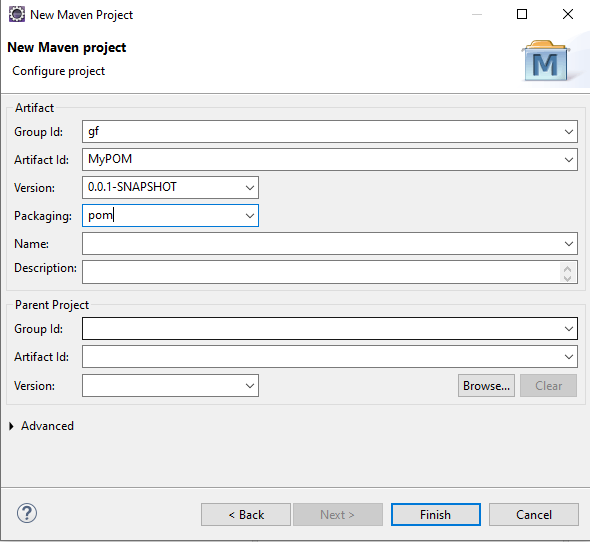 New Maven Project
New Maven project
Configure project
M
Artifact
Group Id: gf
Artifact Id: MyPOM
Version: 0.0.1-SNAPSHOT
Packaging: pom
Name:
Description:
Parent Project
Group Id:
Artifact Id:
Version: Browse... Clear
Advanced
? < Back Next > Finish Cancel